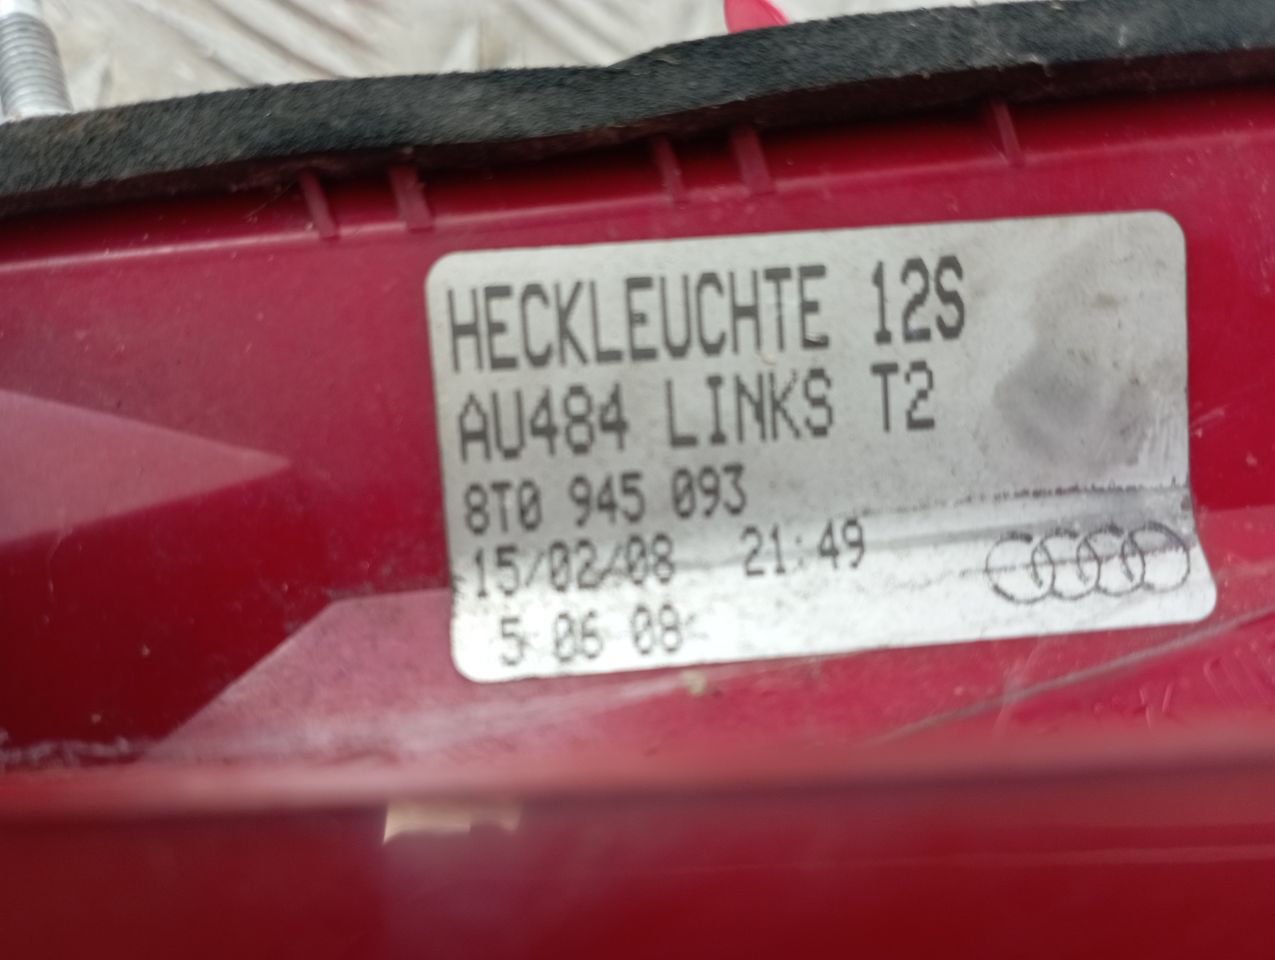 HECKLEUCHTE 12S
AU484 LINKS T2
8T0 945 093
15/02/08 21:49
5 06 08